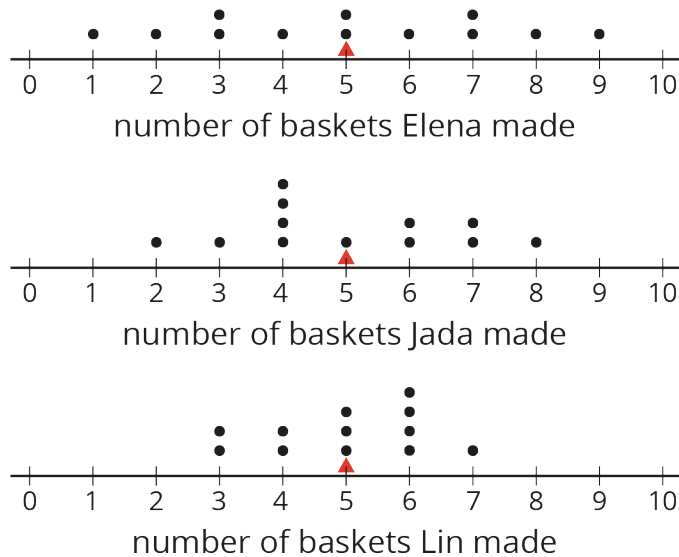 0 1 2 3 4 5 6 7 8 9 10
number of baskets Elena made
0 1 2 3 4 5 6 7 8 9 10
number of baskets Jada made
0 1 2 3 4 5 6 7 8 9 10
number of baskets Lin made